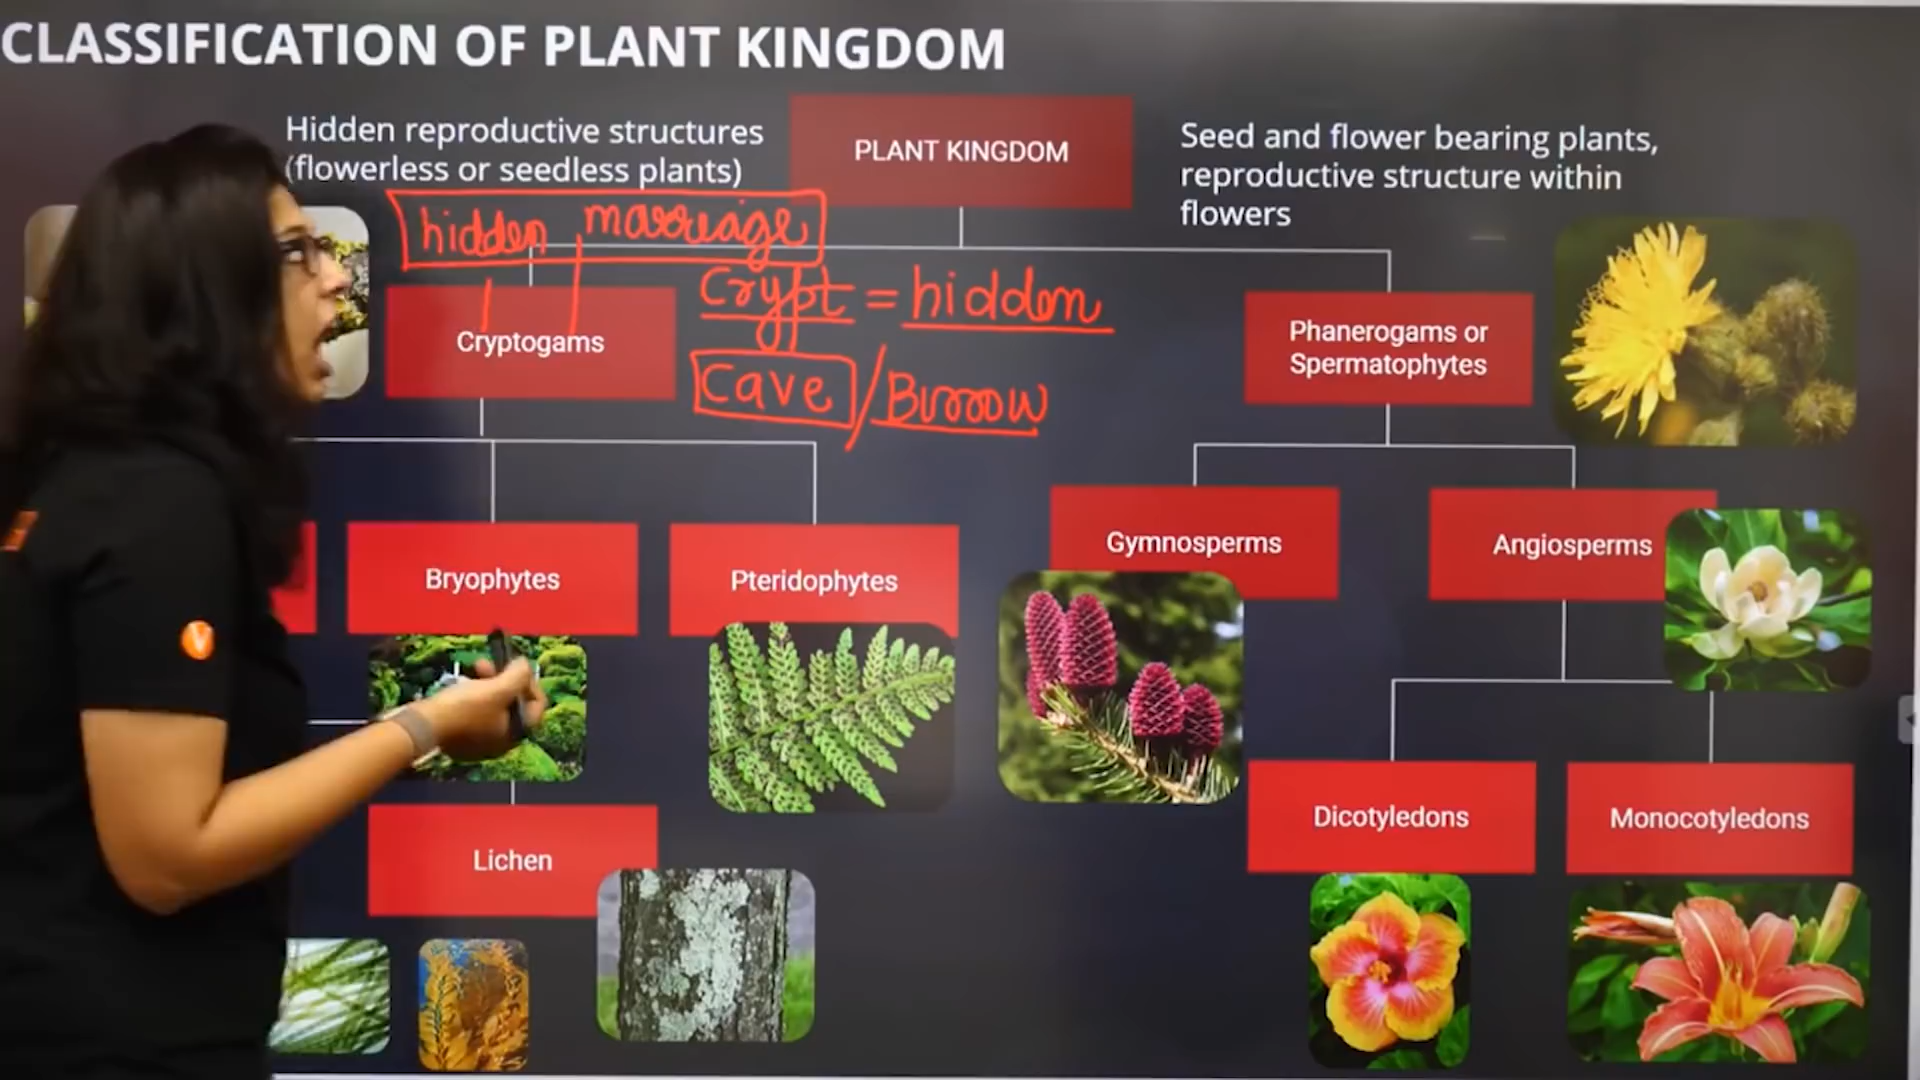 CLASSIFICATION OF PLANT KINGDOM
Hidden reproductive structures
(flowerless or seedless plants)
PLANT KINGDOM
Seed and flower bearing plants,
reproductive structure within
flowers
hidden marriage
Crypt = hidden
Cave / Burrow
Cryptogams
Phanerogams or
Spermatophytes
Bryophytes
Pteridophytes
Gymnosperms
Angiosperms
Lichen
Dicotyledons
Monocotyledons
V